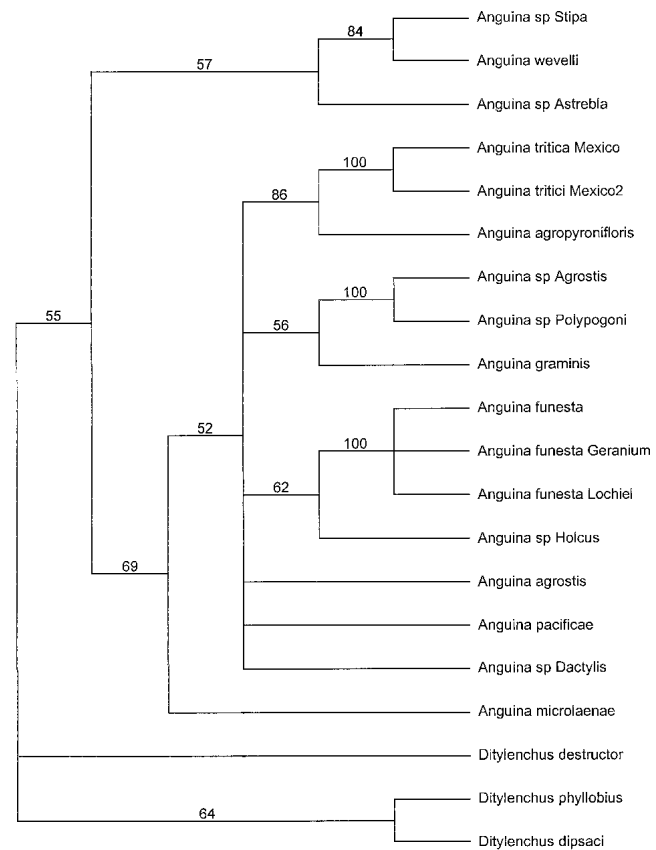 Anguina sp Stipa
84
Anguina wevelli
57
Anguina sp Astrebla
Anguina tritica Mexico
100
Anguina tritici Mexico2
86
Anguina agropyronifloris
Anguina sp Agrostis
100
Anguina sp Polypogoni
55
56
Anguina graminis
Anguina funesta
52
100
Anguina funesta Geranium
62
Anguina funesta Lochiel
Anguina sp Holcus
69
Anguina agrostis
Anguina pacificae
Anguina sp Dactylis
Anguina microlaenae
Ditylenchus destructor
Ditylenchus phyllobius
64
Ditylenchus dipsaci